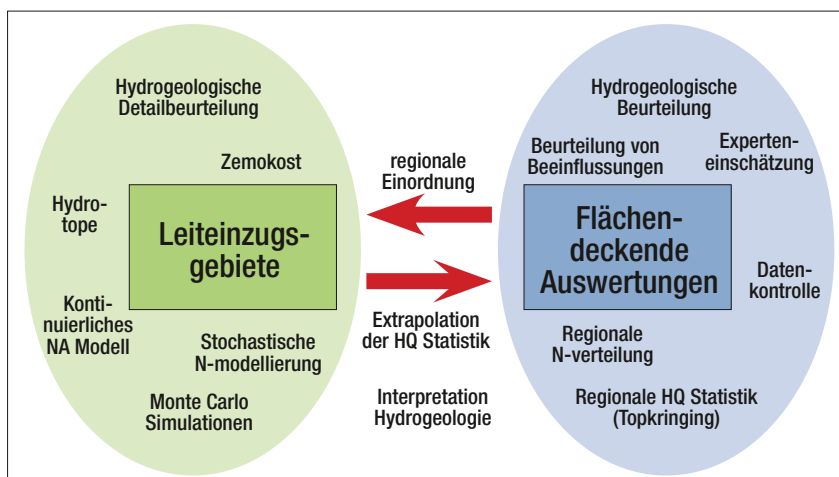 Hydrogeologische
Detailbeurteilung
Zemokost
Hydro-
tope
Leiteinzugs-
gebiete
Konti-
nuierliches
NA Modell
Stochastische
N-modellierung
Monte Carlo
Simulationen
regionale
Einordnung
Extrapolation
der HQ Statistik
Interpretation
Hydrogeologie
Hydrogeologische
Beurteilung
Beurteilung von
Beeinflussungen
Experten-
einschätzung
Flächen-
deckende
Auswertungen
Daten-
kontrolle
Regionale
N-verteilung
Regionale HQ Statistik
(Topkringing)